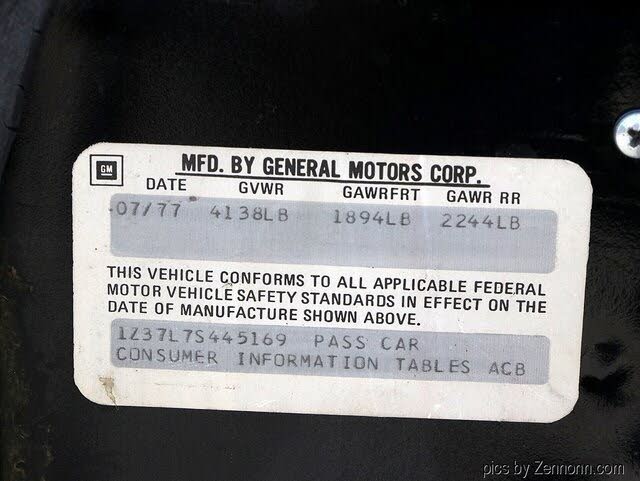 GM
MFD. BY GENERAL MOTORS CORP.
DATE GVWR GAWRFRT GAWR RR
07/77 4138LB 1894LB 2244LB
THIS VEHICLE CONFORMS TO ALL APPLICABLE FEDERAL
MOTOR VEHICLE SAFETY STANDARDS IN EFFECT ON THE
DATE OF MANUFACTURE SHOWN ABOVE.
1Z37L7S445169 PASS CAR
CONSUMER INFORMATION TABLES ACB
pics by Zennonn.com